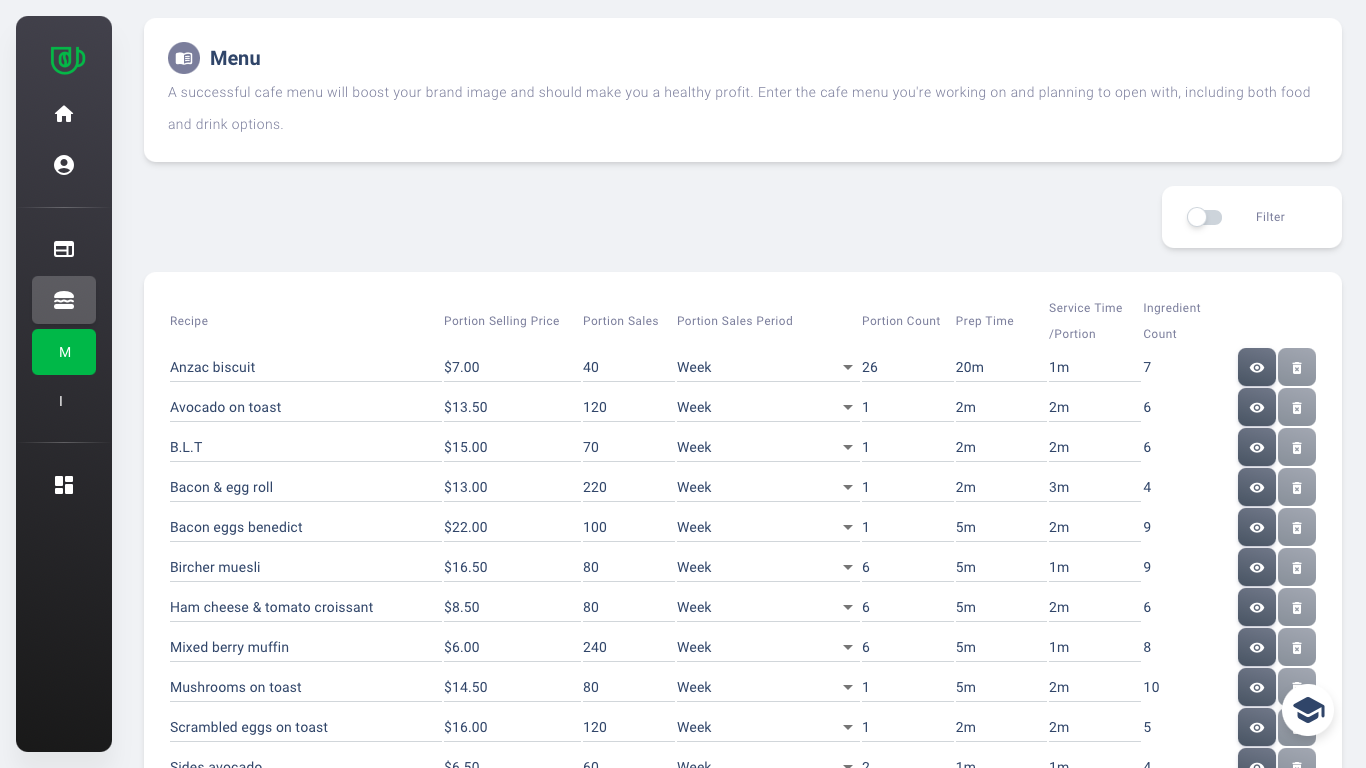 Menu
A successful cafe menu will boost your brand image and should make you a healthy profit. Enter the cafe menu you're working on and planning to open with, including both food
and drink options.
Filter
M
I
Recipe Portion Selling Price Portion Sales Portion Sales Period Portion Count Prep Time Service Time /Portion Ingredient Count
Anzac biscuit $7.00 40 Week 26 20m 1m 7
Avocado on toast $13.50 120 Week 1 2m 2m 6
B.L.T $15.00 70 Week 1 2m 2m 6
Bacon & egg roll $13.00 220 Week 1 2m 3m 4
Bacon eggs benedict $22.00 100 Week 1 5m 2m 9
Bircher muesli $16.50 80 Week 6 5m 1m 9
Ham cheese & tomato croissant $8.50 80 Week 6 5m 2m 6
Mixed berry muffin $6.00 240 Week 6 5m 1m 8
Mushrooms on toast $14.50 80 Week 1 5m 2m 10
Scrambled eggs on toast $16.00 120 Week 1 2m 2m 5
Sides avocado $6.50 60 Week 2 1m 1m 4